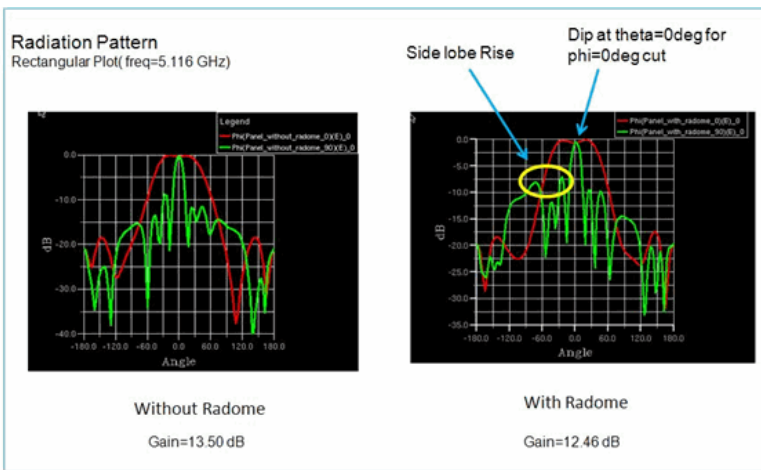 Radiation Pattern
Rectangular Plot( freq=5.116 GHz)
Side lobe Rise
Dip at theta=0deg for
phi=0deg cut
Legend
Phi(Panel_without_radome_0)(E)_0
Phi(Panel_without_radome_90)(E)_0
0.0
-10.0
-20.0
-30.0
-40.0
dB
-180.0 -120.0 -60.0 0.0 60.0 120.0 180.0
Angle
Phi(Panel_with_radome_0)(E)_0
Phi(Panel_with_radome_90)(E)_0
0.0
-5.0
-10.0
-15.0
-20.0
-25.0
-30.0
-35.0
dB
-180.0 -120.0 -60.0 0.0 60.0 120.0 180.0
Angle
Without Radome
Gain=13.50 dB
With Radome
Gain=12.46 dB